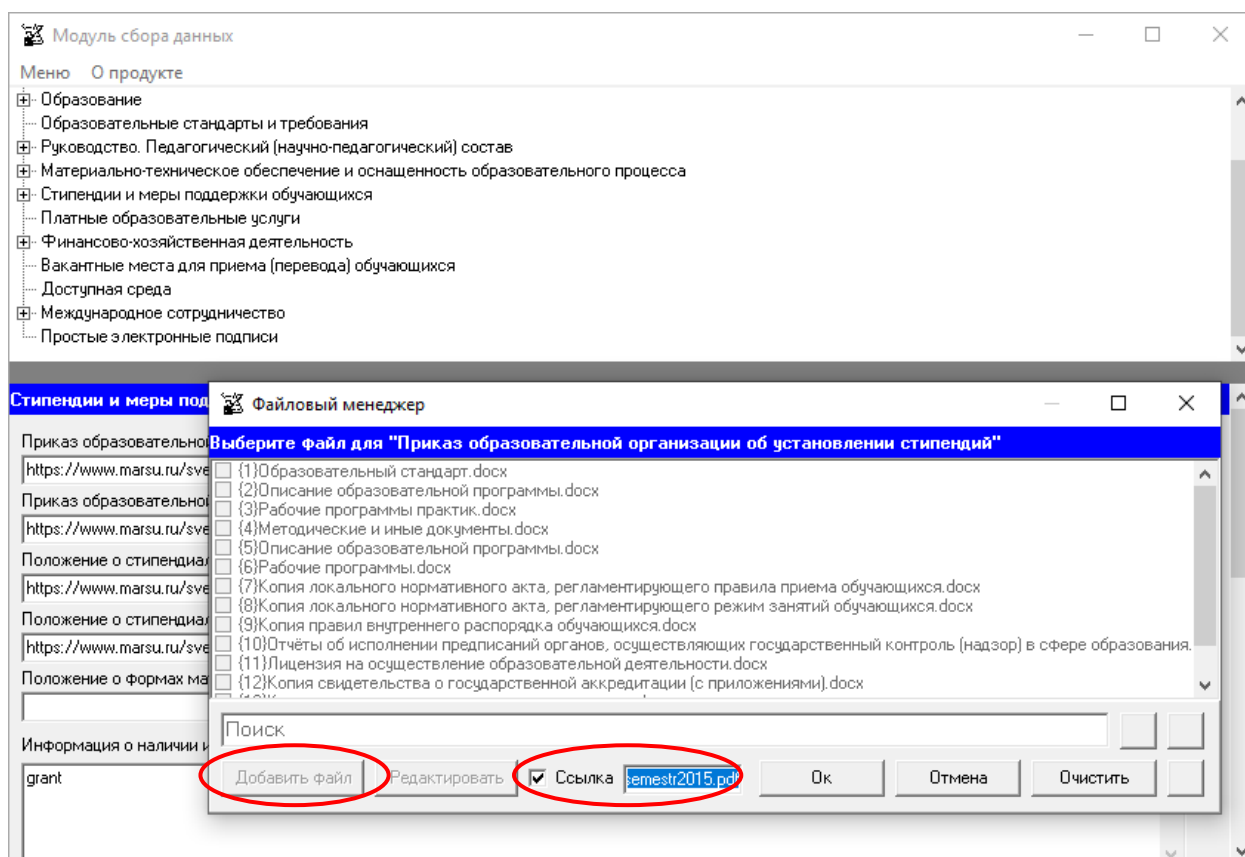 Модуль сбора данных
Меню О продукте
Образование
Образовательные стандарты и требования
Руководство. Педагогический (научно-педагогический) состав
Материально-техническое обеспечение и оснащенность образовательного процесса
Стипендии и меры поддержки обучающихся
Платные образовательные услуги
Финансово-хозяйственная деятельность
Вакантные места для приема (перевода) обучающихся
Доступная среда
Международное сотрудничество
Простые электронные подписи
Стипендии и меры под
Приказ образовательной
https://www.marsu.ru/sve
Приказ образовательной
https://www.marsu.ru/sve
Положение о стипендиал
https://www.marsu.ru/sve
Положение о стипендиал
https://www.marsu.ru/sve
Положение о формах ма
Информация о наличии и
grant
Файловый менеджер
Выберите файл для "Приказ образовательной организации об установлении стипендий"
{1}Образовательный стандарт.docx
{2}Описание образовательной программы.docx
{3}Рабочие программы практик.docx
{4}Методические и иные документы.docx
{5}Описание образовательной программы.docx
{6}Рабочие программы.docx
{7}Копия локального нормативного акта, регламентирующего правила приема обучающихся.docx
{8}Копия локального нормативного акта, регламентирующего режим занятий обучающихся.docx
{9}Копия правил внутреннего распорядка обучающихся.docx
{10}Отчёты об исполнении предписаний органов, осуществляющих государственный контроль (надзор) в сфере образования.
{11}Лицензия на осуществление образовательной деятельности.docx
{12}Копия свидетельства о государственной аккредитации (с приложениями).docx
Поиск
Добавить файл Редактировать Ссылка semestr2015.pdf Ок Отмена Очистить